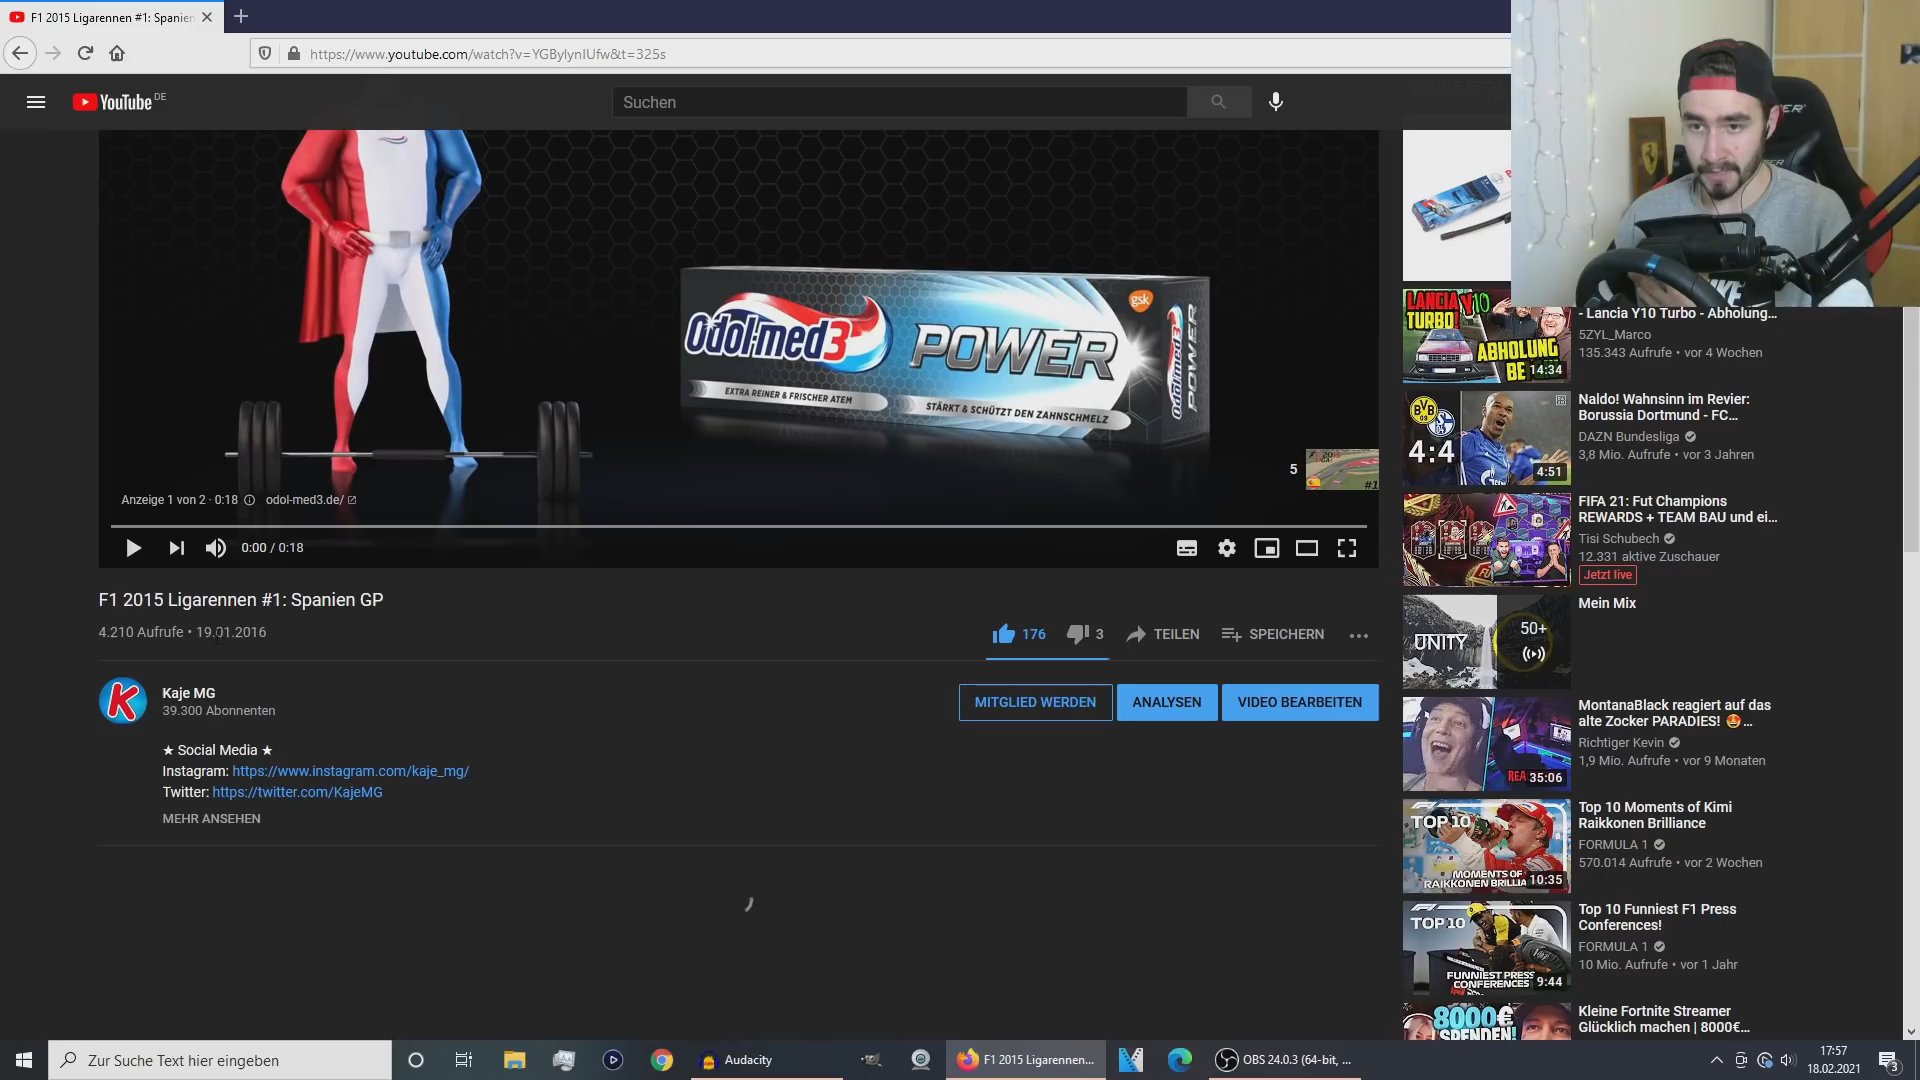 F1 2015 Ligarennen #1: Spanien
https://www.youtube.com/watch?v=YGBylynIUfw&t=325s
YouTube DE
Suchen
gsk
Odol-med3 POWER
EXTRA REINER & FRISCHER ATEM
STÄRKT & SCHÜTZT DEN ZAHNSCHMELZ
Odol-med3 POWER
Anzeige 1 von 2 · 0:18
odol-med3.de/
5
#1
0:00 / 0:18
F1 2015 Ligarennen #1: Spanien GP
4.210 Aufrufe • 19.01.2016
176
3
TEILEN
SPEICHERN
Kaje MG
39.300 Abonnenten
MITGLIED WERDEN
ANALYSEN
VIDEO BEARBEITEN
★ Social Media ★
Instagram: https://www.instagram.com/kaje_mg/
Twitter: https://twitter.com/KajeMG
MEHR ANSEHEN
LANCIA Y10
TURBO!
ABHOLUNG
BE
14:34
- Lancia Y10 Turbo - Abholung...
5ZYL_Marco
135.343 Aufrufe • vor 4 Wochen
BVB
09
4:4
4:51
Naldo! Wahnsinn im Revier:
Borussia Dortmund - FC...
DAZN Bundesliga
3,8 Mio. Aufrufe • vor 3 Jahren
FIFA 21: Fut Champions
REWARDS + TEAM BAU und ei...
Tisi Schubech
12.331 aktive Zuschauer
Jetzt live
UNITY
50+
Mein Mix
REA
35:06
MontanaBlack reagiert auf das
alte Zocker PARADIES! 🤩...
Richtiger Kevin
1,9 Mio. Aufrufe • vor 9 Monaten
TOP 10
MOMENTS OF
RAIKKONEN BRILLIA
10:35
Top 10 Moments of Kimi
Raikkonen Brilliance
FORMULA 1
570.014 Aufrufe • vor 2 Wochen
TOP 10
FUNNIEST PRESS
CONFERENCES!
9:44
Top 10 Funniest F1 Press
Conferences!
FORMULA 1
10 Mio. Aufrufe • vor 1 Jahr
8000€
SPENDEN!
Kleine Fortnite Streamer
Glücklich machen | 8000€...
Zur Suche Text hier eingeben
Audacity
F1 2015 Ligarennen...
OBS 24.0.3 (64-bit, ...
17:57
18.02.2021
3